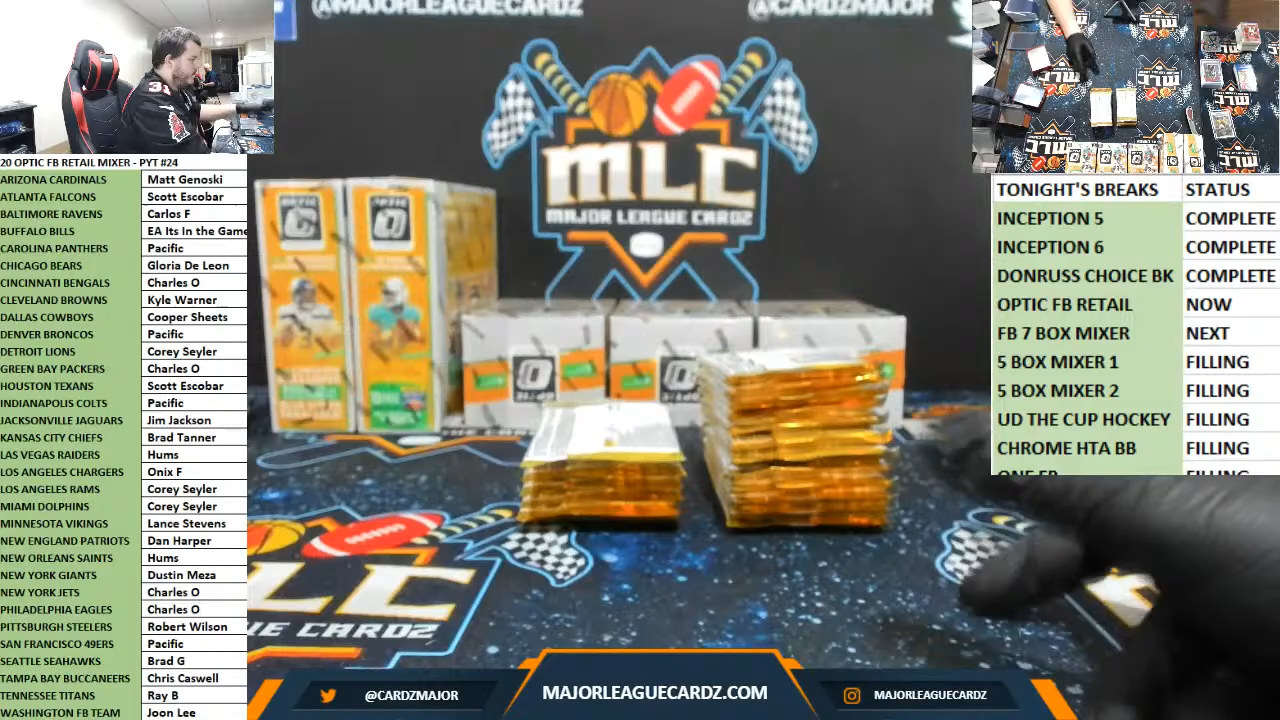 @MAJORLEAGUECARDZ
@CARDZMAJOR
20 OPTIC FB RETAIL MIXER - PYT #24
ARIZONA CARDINALS Matt Genoski
ATLANTA FALCONS Scott Escobar
BALTIMORE RAVENS Carlos F
BUFFALO BILLS EA Its In the Game
CAROLINA PANTHERS Pacific
CHICAGO BEARS Gloria De Leon
CINCINNATI BENGALS Charles O
CLEVELAND BROWNS Kyle Warner
DALLAS COWBOYS Cooper Sheets
DENVER BRONCOS Pacific
DETROIT LIONS Corey Seyler
GREEN BAY PACKERS Charles O
HOUSTON TEXANS Scott Escobar
INDIANAPOLIS COLTS Pacific
JACKSONVILLE JAGUARS Jim Jackson
KANSAS CITY CHIEFS Brad Tanner
LAS VEGAS RAIDERS Hums
LOS ANGELES CHARGERS Onix F
LOS ANGELES RAMS Corey Seyler
MIAMI DOLPHINS Corey Seyler
MINNESOTA VIKINGS Lance Stevens
NEW ENGLAND PATRIOTS Dan Harper
NEW ORLEANS SAINTS Hums
NEW YORK GIANTS Dustin Meza
NEW YORK JETS Charles O
PHILADELPHIA EAGLES Charles O
PITTSBURGH STEELERS Robert Wilson
SAN FRANCISCO 49ERS Pacific
SEATTLE SEAHAWKS Brad G
TAMPA BAY BUCCANEERS Chris Caswell
TENNESSEE TITANS Ray B
WASHINGTON FB TEAM Joon Lee
MLC
MAJOR LEAGUE CARDZ
TONIGHT'S BREAKS STATUS
INCEPTION 5 COMPLETE
INCEPTION 6 COMPLETE
DONRUSS CHOICE BK COMPLETE
OPTIC FB RETAIL NOW
FB 7 BOX MIXER NEXT
5 BOX MIXER 1 FILLING
5 BOX MIXER 2 FILLING
UD THE CUP HOCKEY FILLING
CHROME HTA BB FILLING
ONE FB FILLING
@CARDZMAJOR
MAJORLEAGUECARDZ.COM
MAJORLEAGUECARDZ